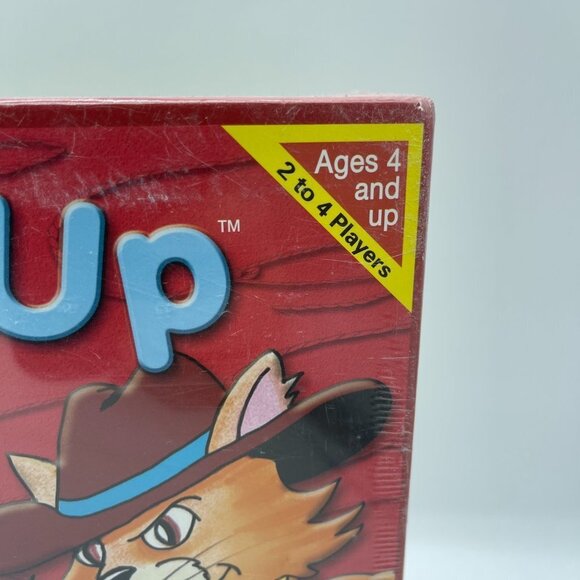 Up™
Ages 4
and
up
2 to 4 Players